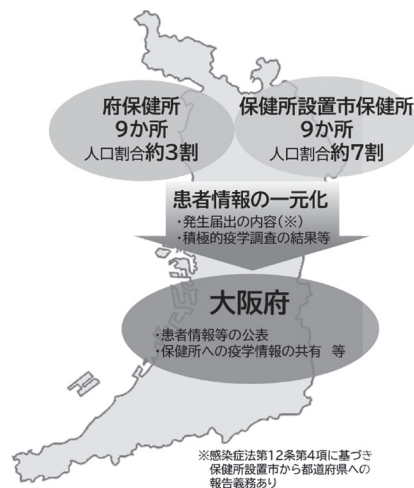 府保健所
9か所
人口割合約3割
保健所設置市保健所
9か所
人口割合約7割
患者情報の一元化
・発生届出の内容(※)
・積極的疫学調査の結果等
大阪府
・患者情報等の公表
・保健所への疫学情報の共有 等
※感染症法第12条第4項に基づき
保健所設置市から都道府県への
報告義務あり